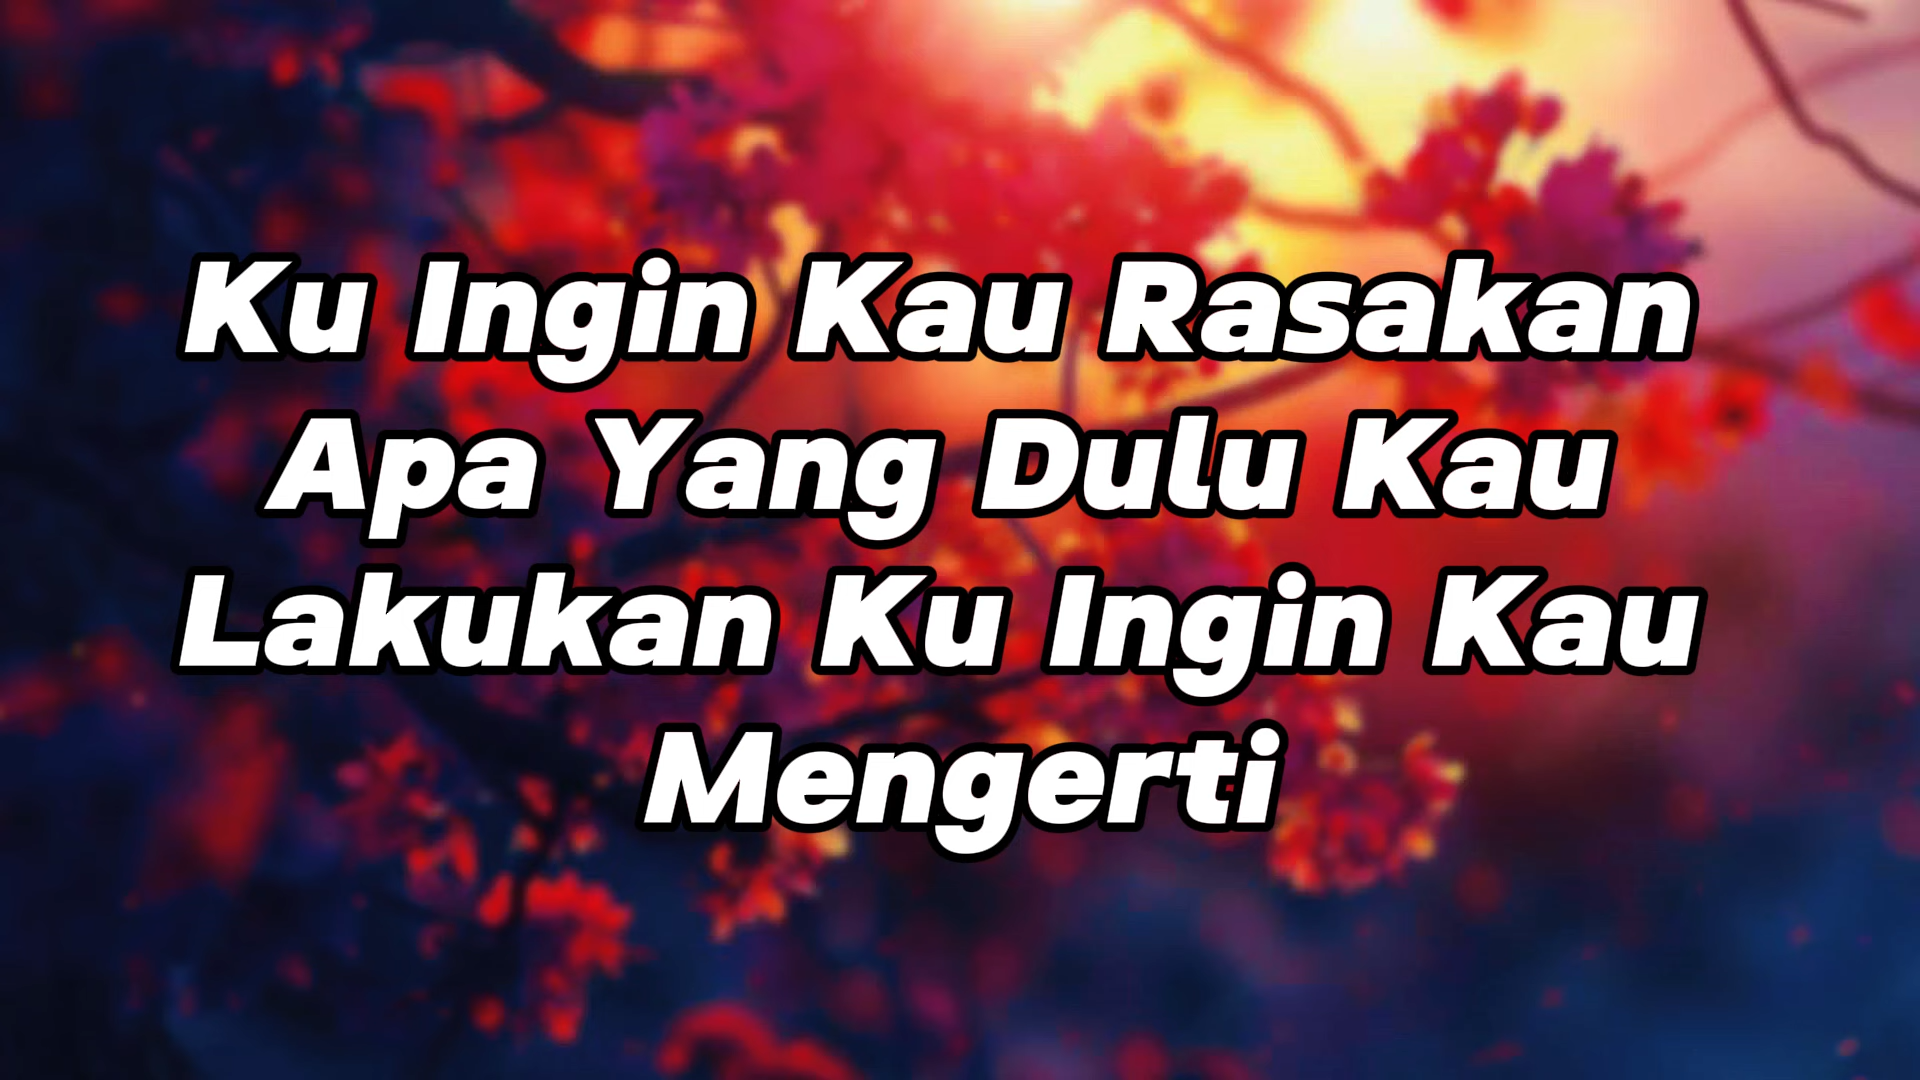 Ku Ingin Kau Rasakan
Apa Yang Dulu Kau
Lakukan Ku Ingin Kau
Mengerti